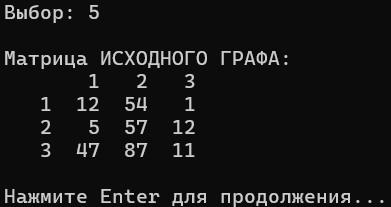 Выбор: 5
Матрица ИСХОДНОГО ГРАФА:
1 2 3
1 12 54 1
2 5 57 12
3 47 87 11
Нажмите Enter для продолжения...